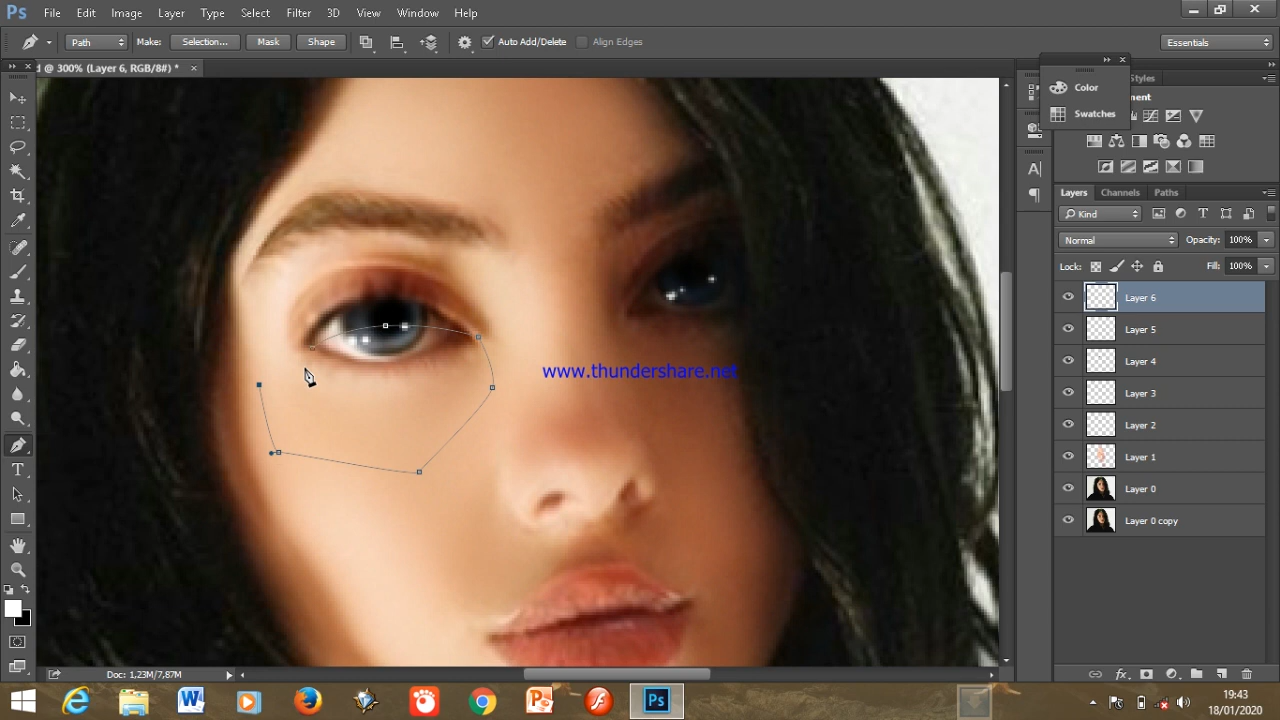 Ps File Edit Image Layer Type Select Filter 3D View Window Help
Path Make: Selection... Mask Shape Auto Add/Delete Align Edges Essentials
d @ 300% (Layer 6, RGB/8#) * ×
Color
Swatches
Styles
ment
www.thundershare.net
Layers Channels Paths
Kind
Normal Opacity: 100%
Lock: Fill: 100%
Layer 6
Layer 5
Layer 4
Layer 3
Layer 2
Layer 1
Layer 0
Layer 0 copy
Doc: 1,23M/7,87M
19:43
18/01/2020